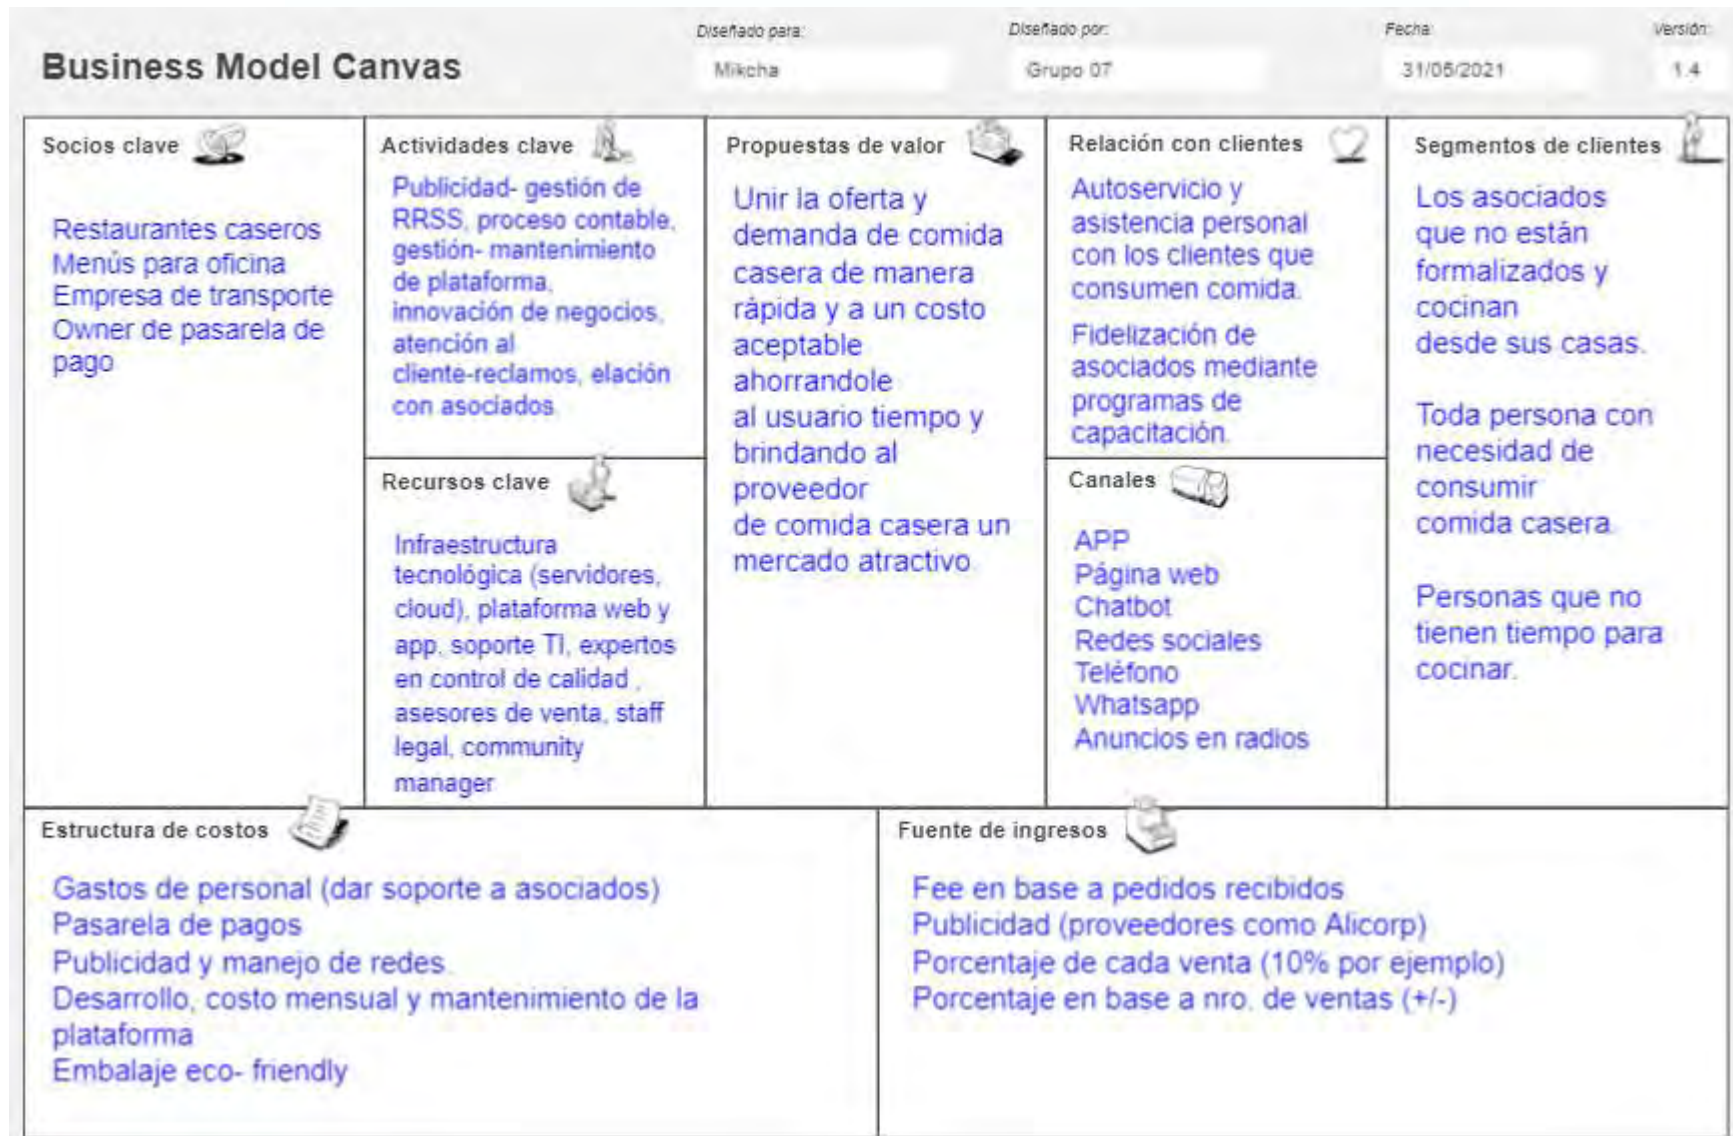 Diseñado para:
Diseñado por:
Fecha:
Versión:
Business Model Canvas
Mikcha
Grupo 07
31/05/2021
1.4
Socios clave
Restaurantes caseros
Menús para oficina
Empresa de transporte
Owner de pasarela de
pago
Actividades clave
Publicidad- gestión de
RRSS, proceso contable,
gestión- mantenimiento
de plataforma,
innovación de negocios,
atención al
cliente-reclamos, elación
con asociados
Recursos clave
Infraestructura
tecnológica (servidores,
cloud), plataforma web y
app, soporte TI, expertos
en control de calidad ,
asesores de venta, staff
legal, community
manager
Propuestas de valor
Unir la oferta y
demanda de comida
casera de manera
rápida y a un costo
aceptable
ahorrandole
al usuario tiempo y
brindando al
proveedor
de comida casera un
mercado atractivo
Relación con clientes
Autoservicio y
asistencia personal
con los clientes que
consumen comida.
Fidelización de
asociados mediante
programas de
capacitación.
Canales
APP
Página web
Chatbot
Redes sociales
Teléfono
Whatsapp
Anuncios en radios
Segmentos de clientes
Los asociados
que no están
formalizados y
cocinan
desde sus casas.
Toda persona con
necesidad de
consumir
comida casera.
Personas que no
tienen tiempo para
cocinar.
Estructura de costos
Gastos de personal (dar soporte a asociados)
Pasarela de pagos
Publicidad y manejo de redes.
Desarrollo, costo mensual y mantenimiento de la
plataforma
Embalaje eco- friendly
Fuente de ingresos
Fee en base a pedidos recibidos
Publicidad (proveedores como Alicorp)
Porcentaje de cada venta (10% por ejemplo)
Porcentaje en base a nro. de ventas (+/-)